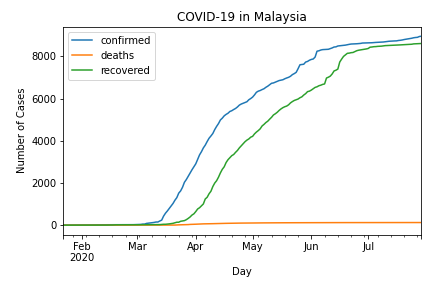 COVID-19 in Malaysia
confirmed
deaths
recovered
Number of Cases
8000
6000
4000
2000
0
Feb Mar Apr May Jun Jul
2020
Day